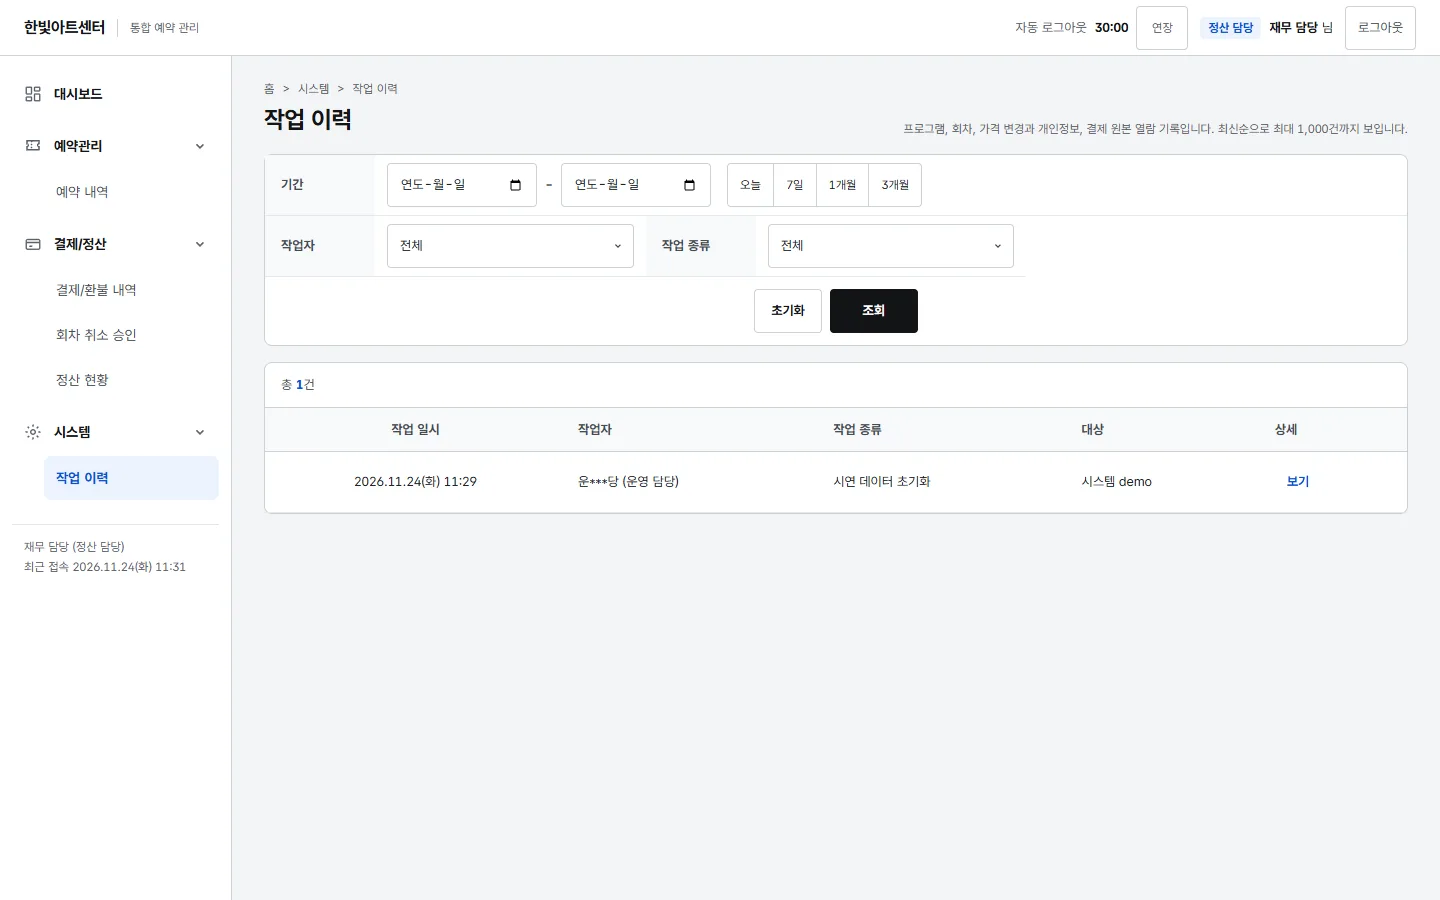 한빛아트센터 통합 예약 관리 자동 로그아웃 30:00 연장 정산 담당 재무 담당 님 로그아웃
대시보드
예약관리
예약 내역
결제/정산
결제/환불 내역
회차 취소 승인
정산 현황
시스템
작업 이력
재무 담당 (정산 담당)
최근 접속 2026.11.24(화) 11:31
홈 > 시스템 > 작업 이력
작업 이력
프로그램, 회차, 가격 변경과 개인정보, 결제 원본 열람 기록입니다. 최신순으로 최대 1,000건까지 보입니다.
기간 연도-월-일 - 연도-월-일 오늘 7일 1개월 3개월
작업자 전체 작업 종류 전체
초기화 조회
총 1건
작업 일시 작업자 작업 종류 대상 상세
2026.11.24(화) 11:29 운***당 (운영 담당) 시연 데이터 초기화 시스템 demo 보기